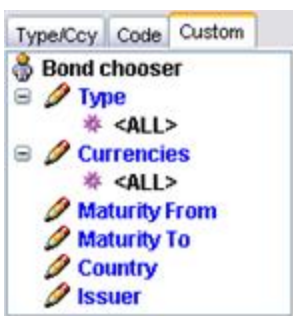 Type/Ccy Code Custom
Bond chooser
Type
<ALL>
Currencies
<ALL>
Maturity From
Maturity To
Country
Issuer